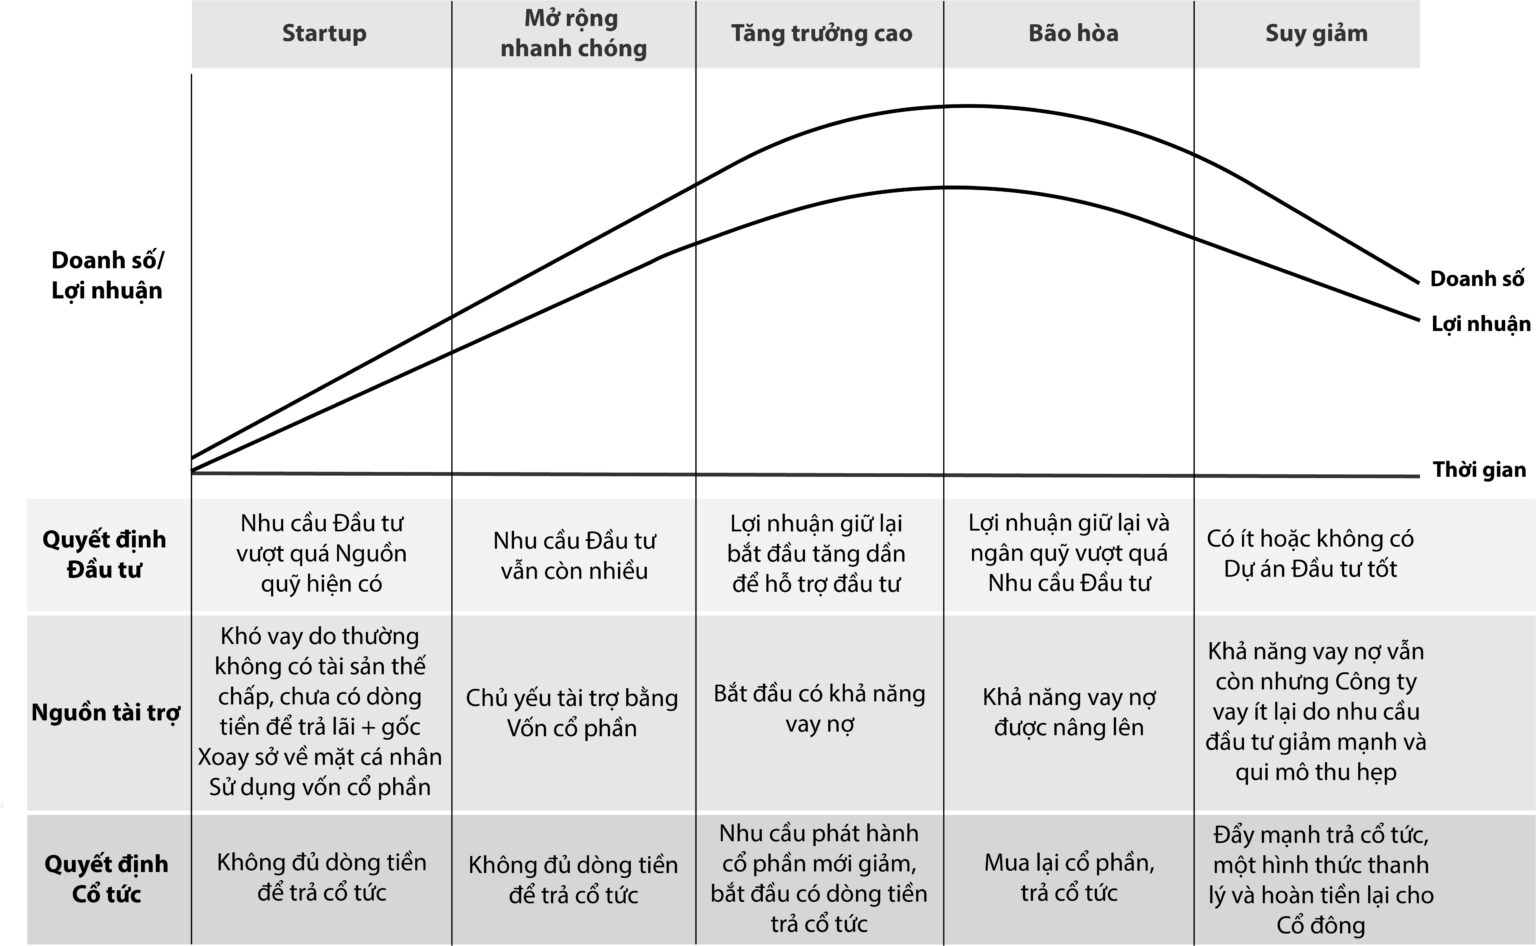 Startup
Mở rộng
nhanh chóng
Tăng trưởng cao
Bão hòa
Suy giảm
Doanh số/
Lợi nhuận
Doanh số
Lợi nhuận
Thời gian
Quyết định
Đầu tư
Nhu cầu Đầu tư
vượt quá Nguồn
quỹ hiện có
Nhu cầu Đầu tư
vẫn còn nhiều
Lợi nhuận giữ lại
bắt đầu tăng dần
để hỗ trợ đầu tư
Lợi nhuận giữ lại và
ngân quỹ vượt quá
Nhu cầu Đầu tư
Có ít hoặc không có
Dự án Đầu tư tốt
Nguồn tài trợ
Khó vay do thường
không có tài sản thế
chấp, chưa có dòng
tiền để trả lãi + gốc
Xoay sở về mặt cá nhân
Sử dụng vốn cổ phần
Chủ yếu tài trợ bằng
Vốn cổ phần
Bắt đầu có khả năng
vay nợ
Khả năng vay nợ
được nâng lên
Khả năng vay nợ vẫn
còn nhưng Công ty
vay ít lại do nhu cầu
đầu tư giảm mạnh và
qui mô thu hẹp
Quyết định
Cổ tức
Không đủ dòng tiền
để trả cổ tức
Không đủ dòng tiền
để trả cổ tức
Nhu cầu phát hành
cổ phần mới giảm,
bắt đầu có dòng tiền
trả cổ tức
Mua lại cổ phần,
trả cổ tức
Đẩy mạnh trả cổ tức,
một hình thức thanh
lý và hoàn tiền lại cho
Cổ đông